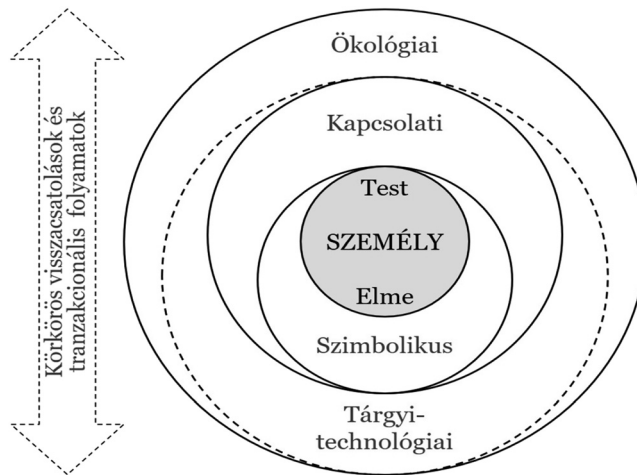 Körkörös visszacsatolások és
tranzakcionális folyamatok
Ökológiai
Kapcsolati
Test
SZEMÉLY
Elme
Szimbolikus
Tárgyi-
technológiai